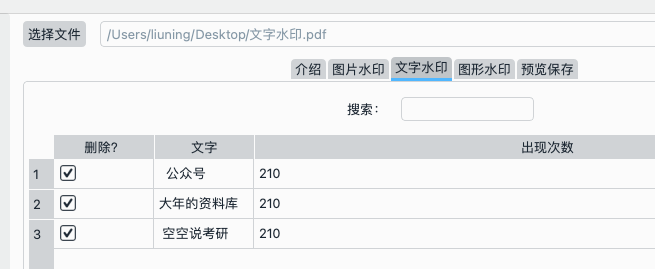 选择文件 /Users/liuning/Desktop/文字水印.pdf
介绍 图片水印 文字水印 图形水印 预览保存
搜索：
删除? 文字 出现次数
1 公众号 210
2 大年的资料库 210
3 空空说考研 210